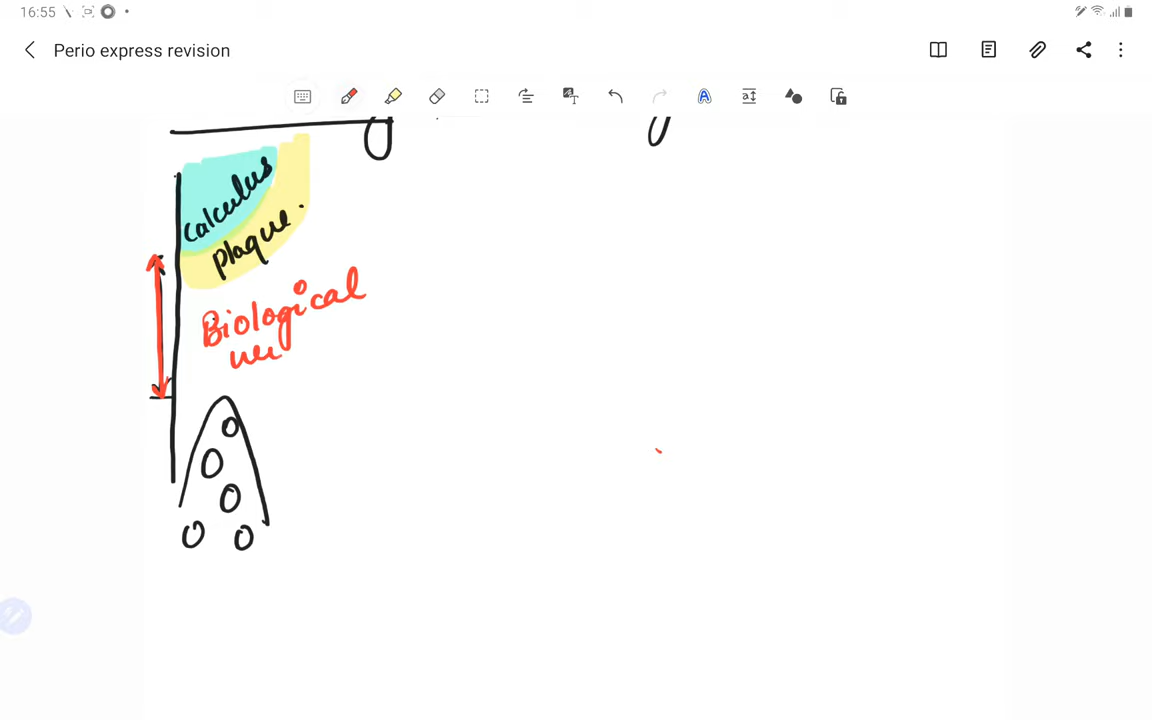 16:55
Perio express revision
calculus
plaque.
Biological